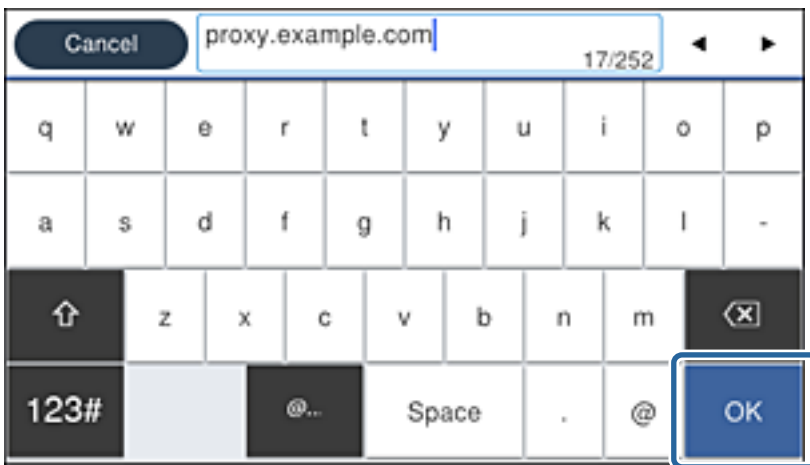 Cancel proxy.example.com
17/252
q w e r t y u i o p
a s d f g h j k l -
z x c v b n m
123# @... Space . @ OK